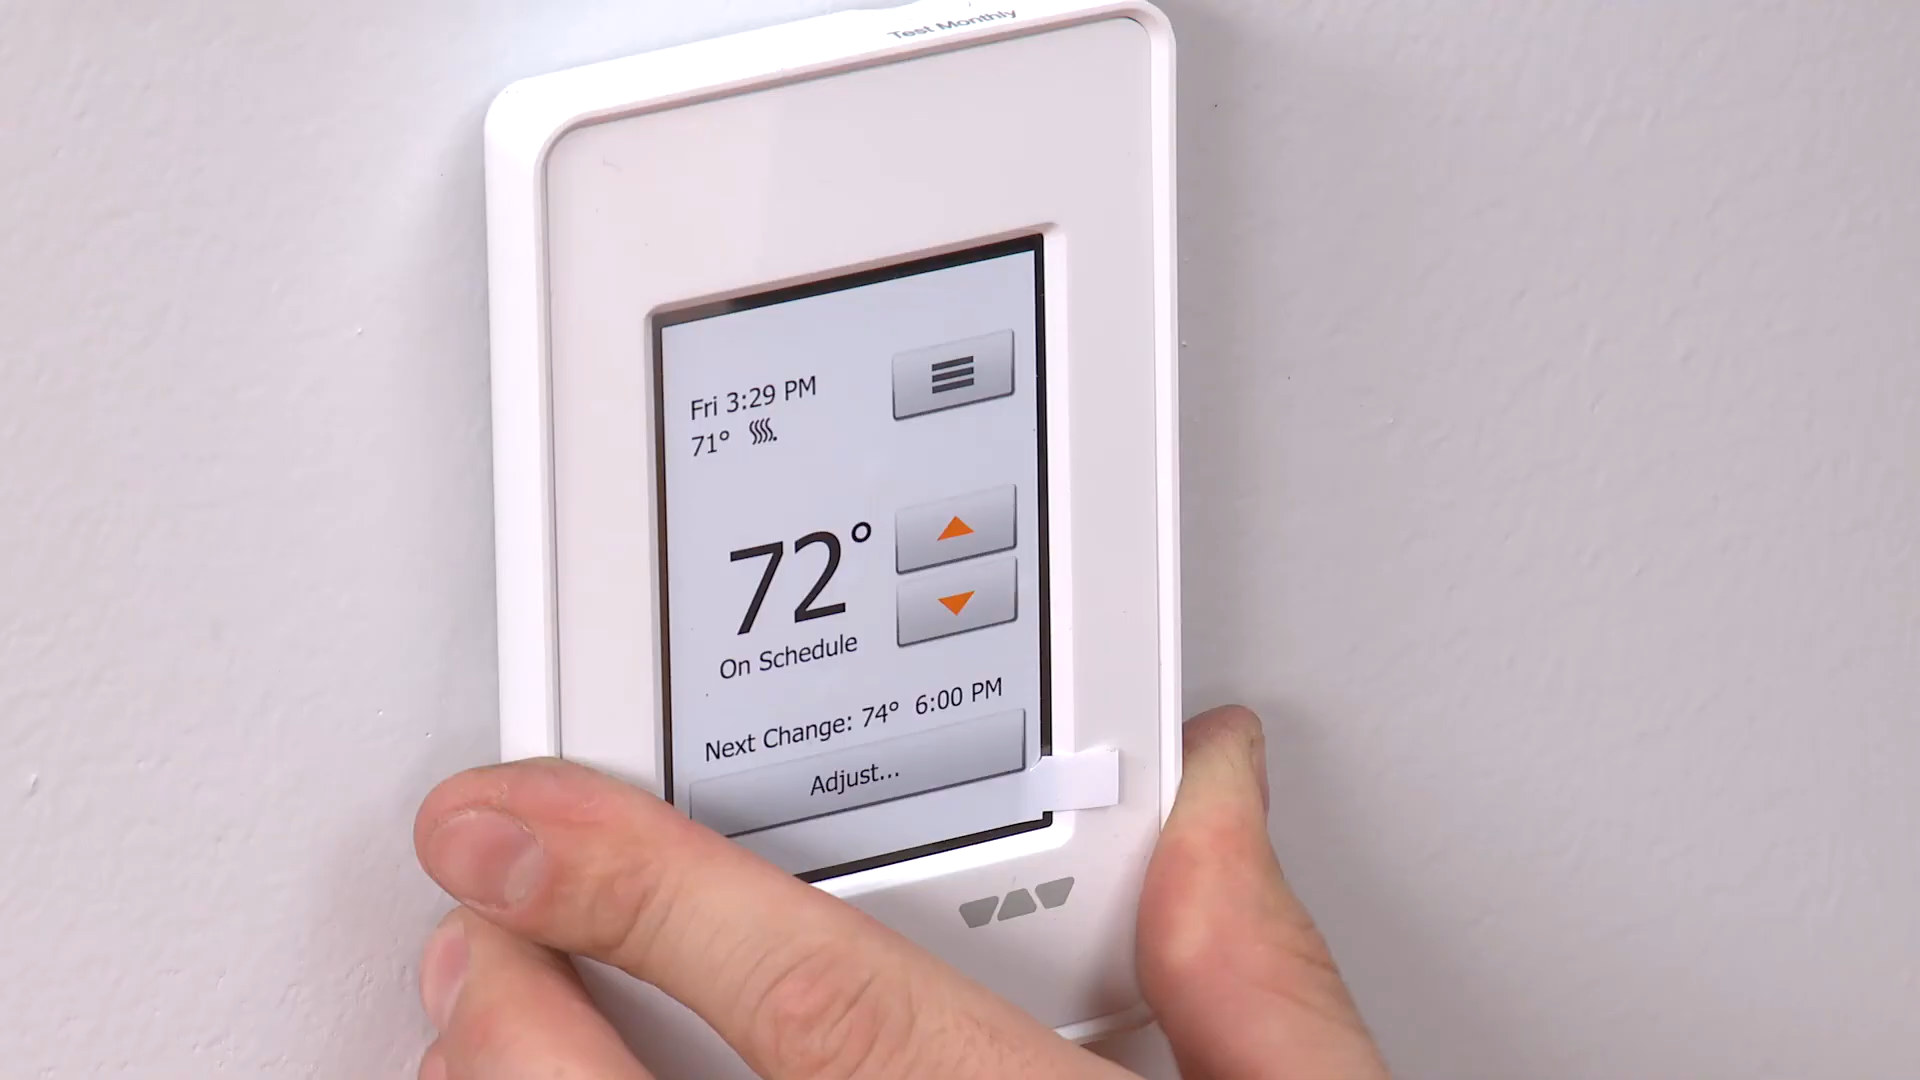 Test Monthly
Fri 3:29 PM
71°
72°
On Schedule
Next Change: 74° 6:00 PM
Adjust...